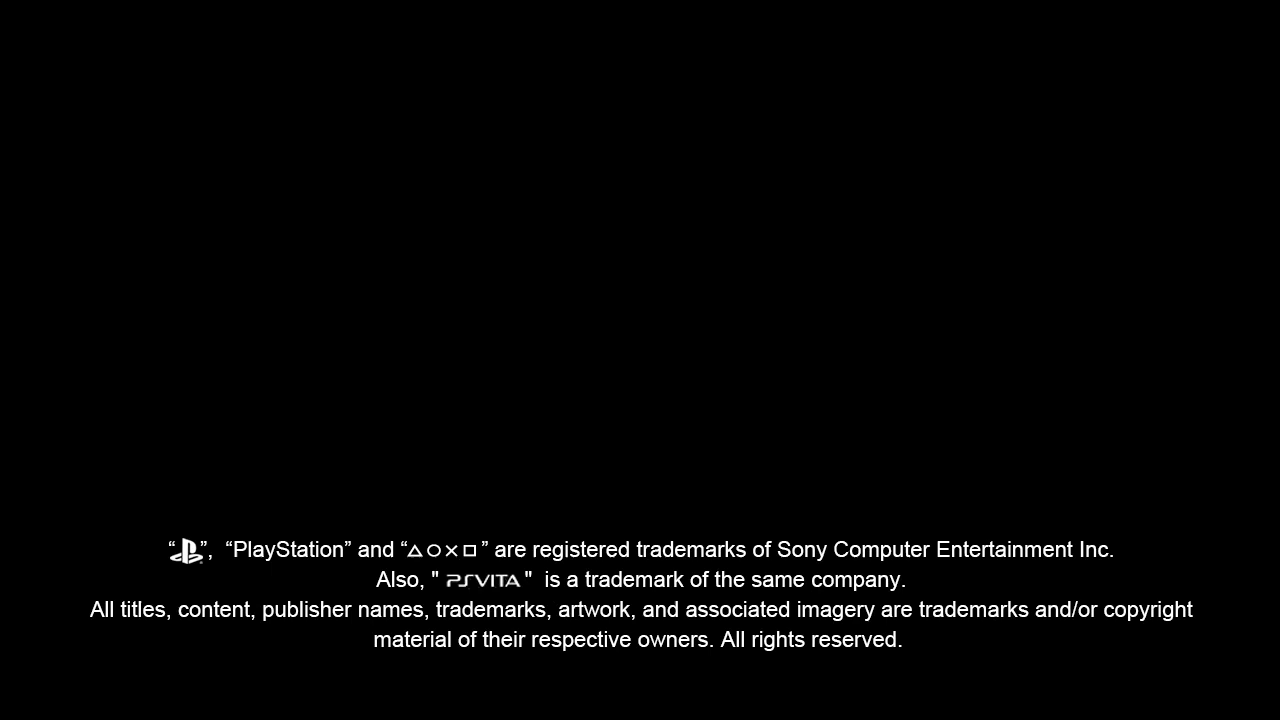 “PS”,  “PlayStation” and “△○×□” are registered trademarks of Sony Computer Entertainment Inc.
Also, " PSVITA "  is a trademark of the same company.
All titles, content, publisher names, trademarks, artwork, and associated imagery are trademarks and/or copyright
material of their respective owners. All rights reserved.